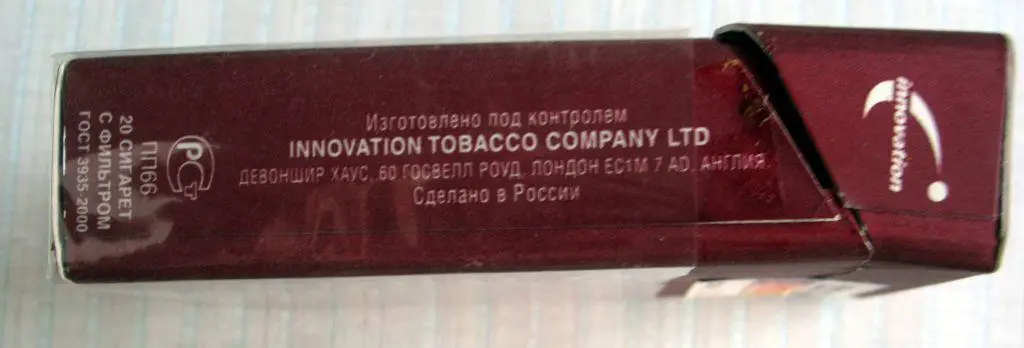 Изготовлено под контролем
INNOVATION TOBACCO COMPANY LTD
ДЕВОНШИР ХАУС, 60 ГОСВЕЛЛ РОУД, ЛОНДОН EC1M 7 AD, АНГЛИЯ
Сделано в России
20 СИГАРЕТ
С ФИЛЬТРОМ
ГОСТ 3935-2000
ПП66
РСТ
innovation